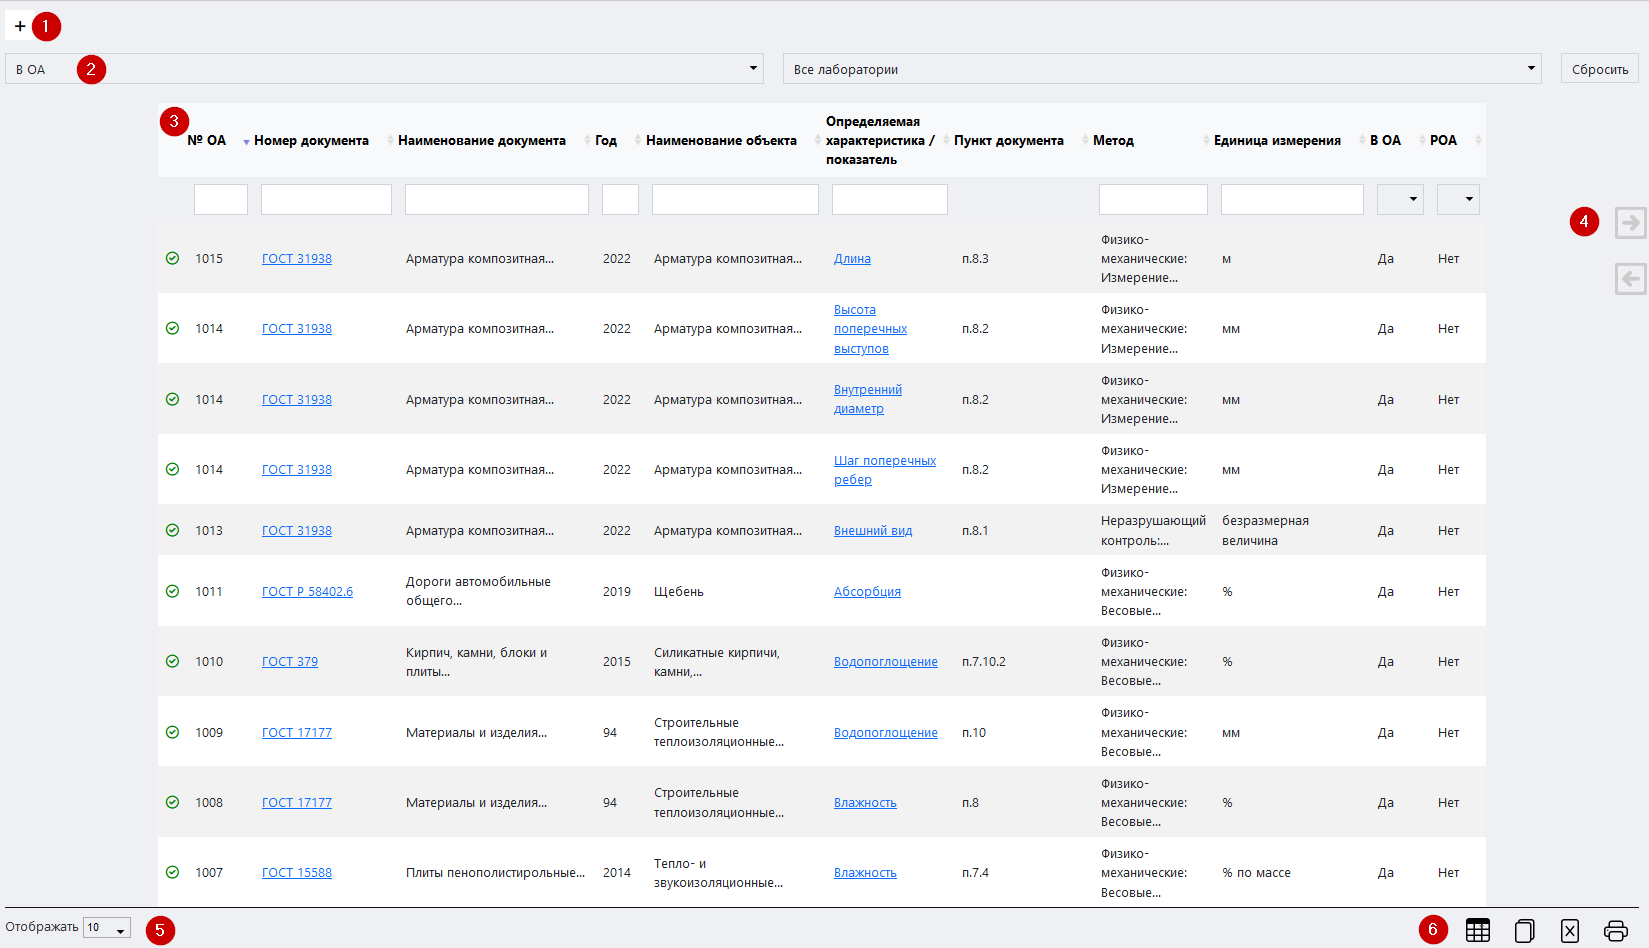 + 1
В ОА 2 Все лаборатории Сбросить
3 № ОА Номер документа Наименование документа Год Наименование объекта Определяемая характеристика / показатель Пункт документа Метод Единица измерения В ОА РОА
4
1015 ГОСТ 31938 Арматура композитная... 2022 Арматура композитная... Длина п.8.3 Физико-механические: Измерение... м Да Нет
1014 ГОСТ 31938 Арматура композитная... 2022 Арматура композитная... Высота поперечных выступов п.8.2 Физико-механические: Измерение... мм Да Нет
1014 ГОСТ 31938 Арматура композитная... 2022 Арматура композитная... Внутренний диаметр п.8.2 Физико-механические: Измерение... мм Да Нет
1014 ГОСТ 31938 Арматура композитная... 2022 Арматура композитная... Шаг поперечных ребер п.8.2 Физико-механические: Измерение... мм Да Нет
1013 ГОСТ 31938 Арматура композитная... 2022 Арматура композитная... Внешний вид п.8.1 Неразрушающий контроль:... безразмерная величина Да Нет
1011 ГОСТ Р 58402.6 Дороги автомобильные общего... 2019 Щебень Абсорбция Физико-механические: Весовые... % Да Нет
1010 ГОСТ 379 Кирпич, камни, блоки и плиты... 2015 Силикатные кирпичи, камни,... Водопоглощение п.7.10.2 Физико-механические: Весовые... % Да Нет
1009 ГОСТ 17177 Материалы и изделия... 94 Строительные теплоизоляционные... Водопоглощение п.10 Физико-механические: Весовые... мм Да Нет
1008 ГОСТ 17177 Материалы и изделия... 94 Строительные теплоизоляционные... Влажность п.8 Физико-механические: Весовые... % Да Нет
1007 ГОСТ 15588 Плиты пенополистирольные... 2014 Тепло- и звукоизоляционные... Влажность п.7.4 Физико-механические: Весовые... % по массе Да Нет
Отображать 10 5 6